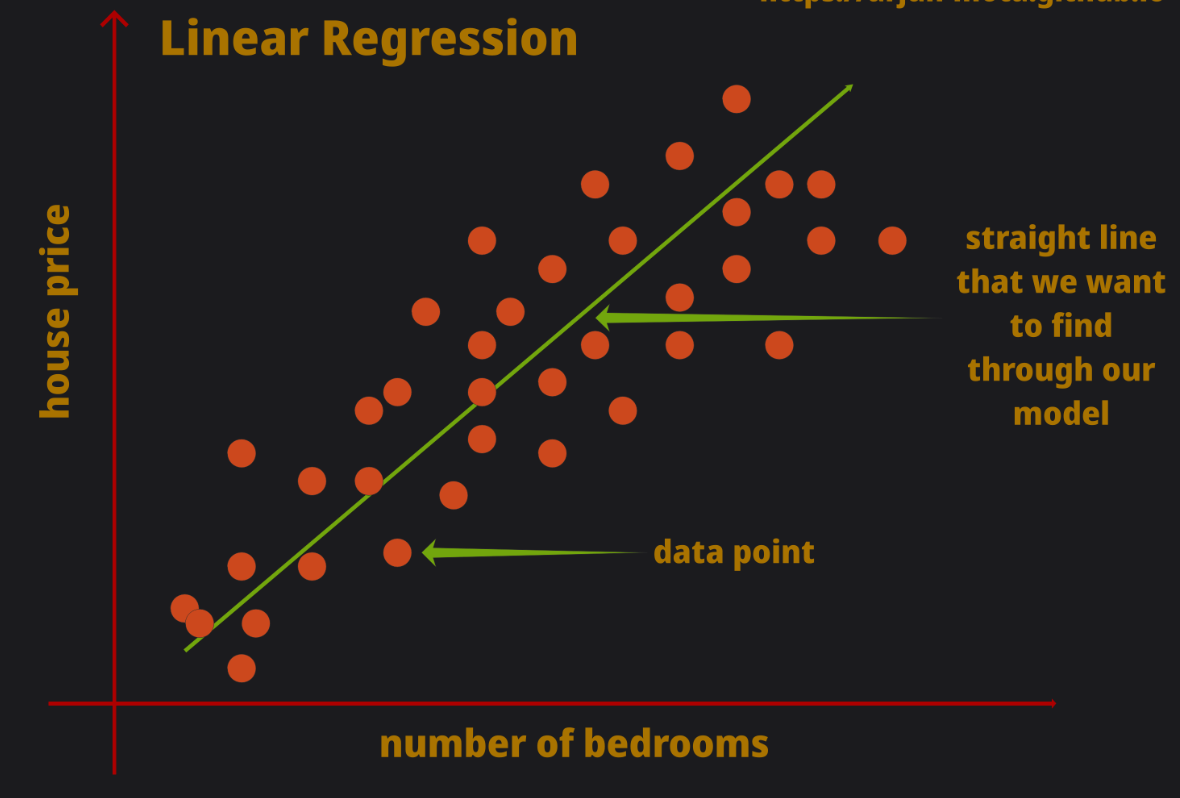 Linear Regression
house price
straight line
that we want
to find
through our
model
data point
number of bedrooms